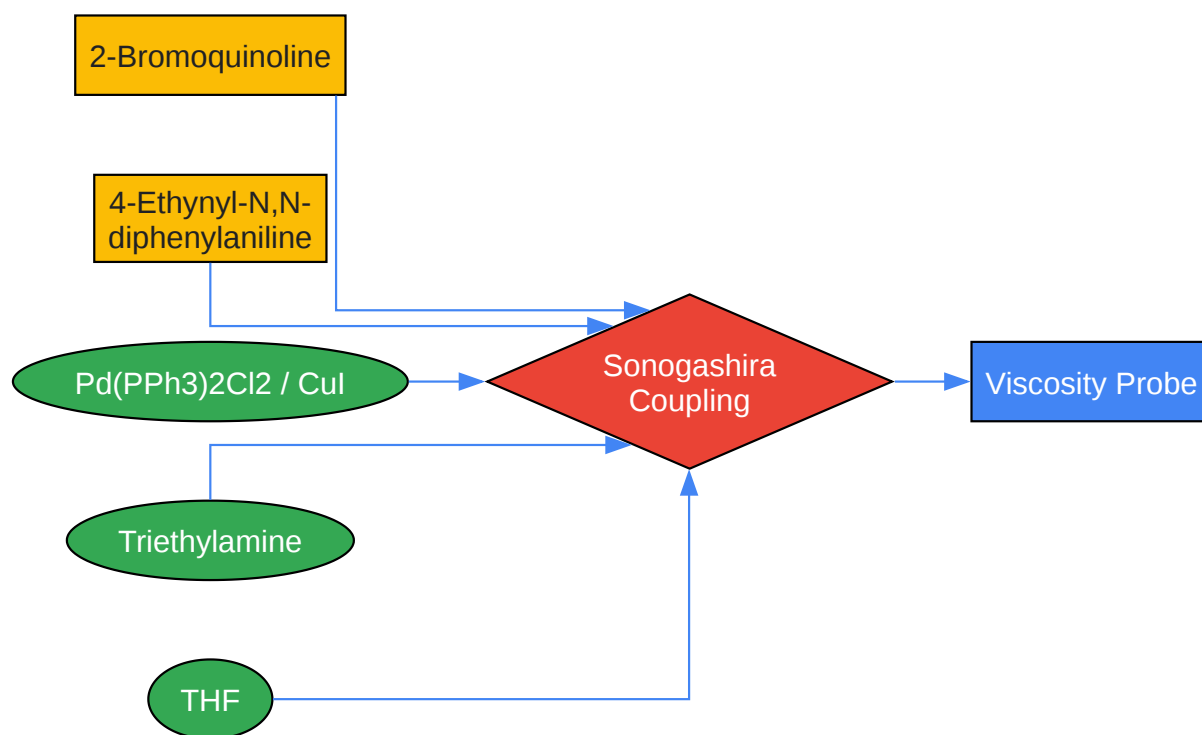 2-Bromoquinoline
4-Ethynyl-N,N-
diphenylaniline
Pd(PPh3)2Cl2 / CuI
Sonogashira
Coupling
Viscosity Probe
Triethylamine
THF